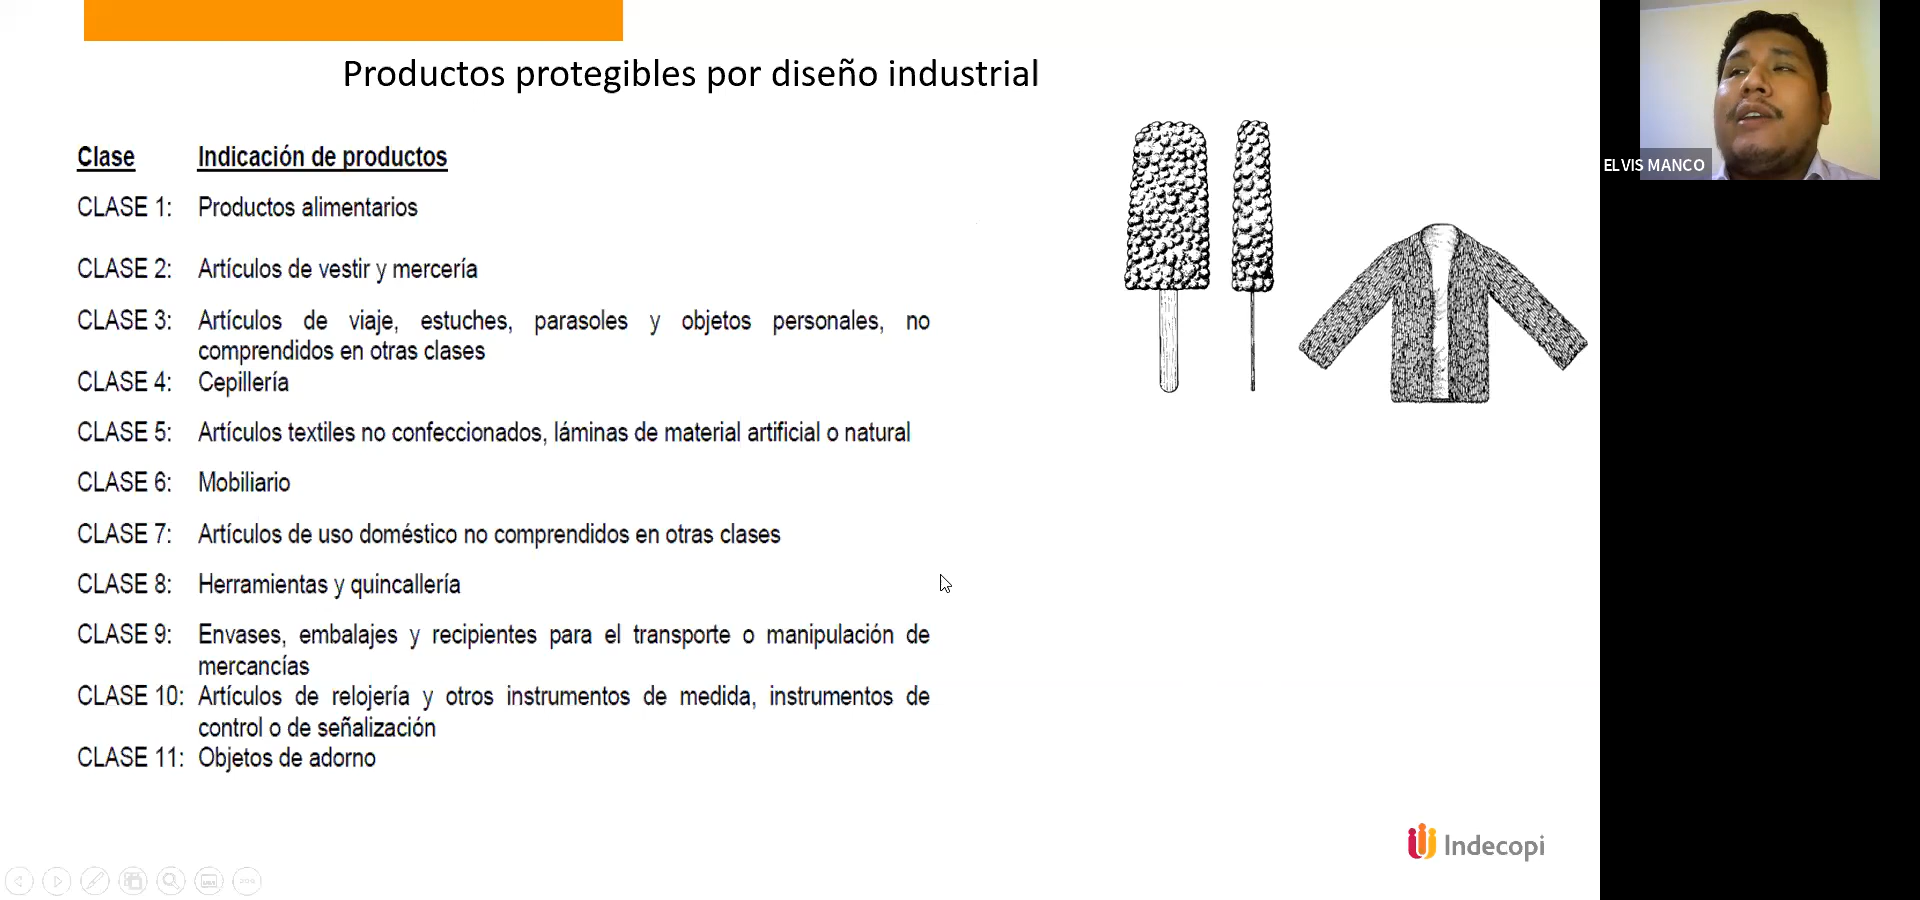 Productos protegibles por diseño industrial
ELVIS MANCO
Clase Indicación de productos
CLASE 1: Productos alimentarios
CLASE 2: Artículos de vestir y mercería
CLASE 3: Artículos de viaje, estuches, parasoles y objetos personales, no
comprendidos en otras clases
CLASE 4: Cepillería
CLASE 5: Artículos textiles no confeccionados, láminas de material artificial o natural
CLASE 6: Mobiliario
CLASE 7: Artículos de uso doméstico no comprendidos en otras clases
CLASE 8: Herramientas y quincallería
CLASE 9: Envases, embalajes y recipientes para el transporte o manipulación de
mercancías
CLASE 10: Artículos de relojería y otros instrumentos de medida, instrumentos de
control o de señalización
CLASE 11: Objetos de adorno
Indecopi